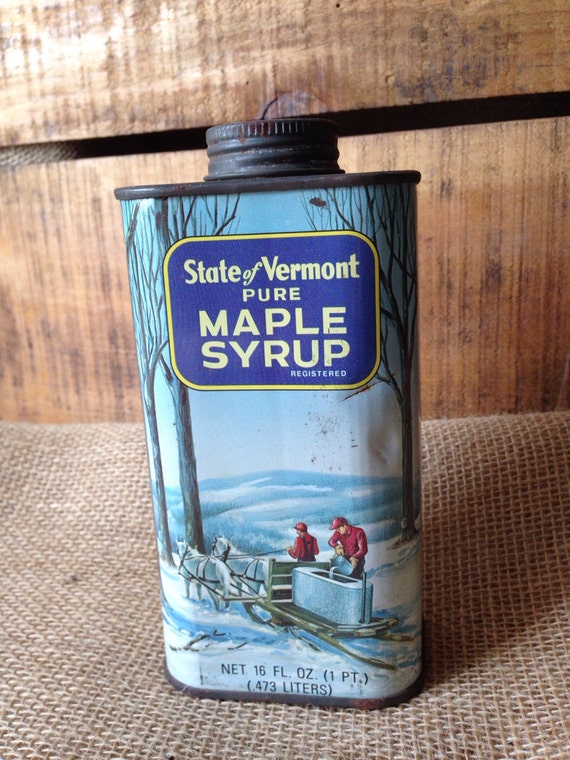 State of Vermont
PURE
MAPLE
SYRUP
REGISTERED
NET 16 FL. OZ. (1 PT.)
(.473 LITERS)